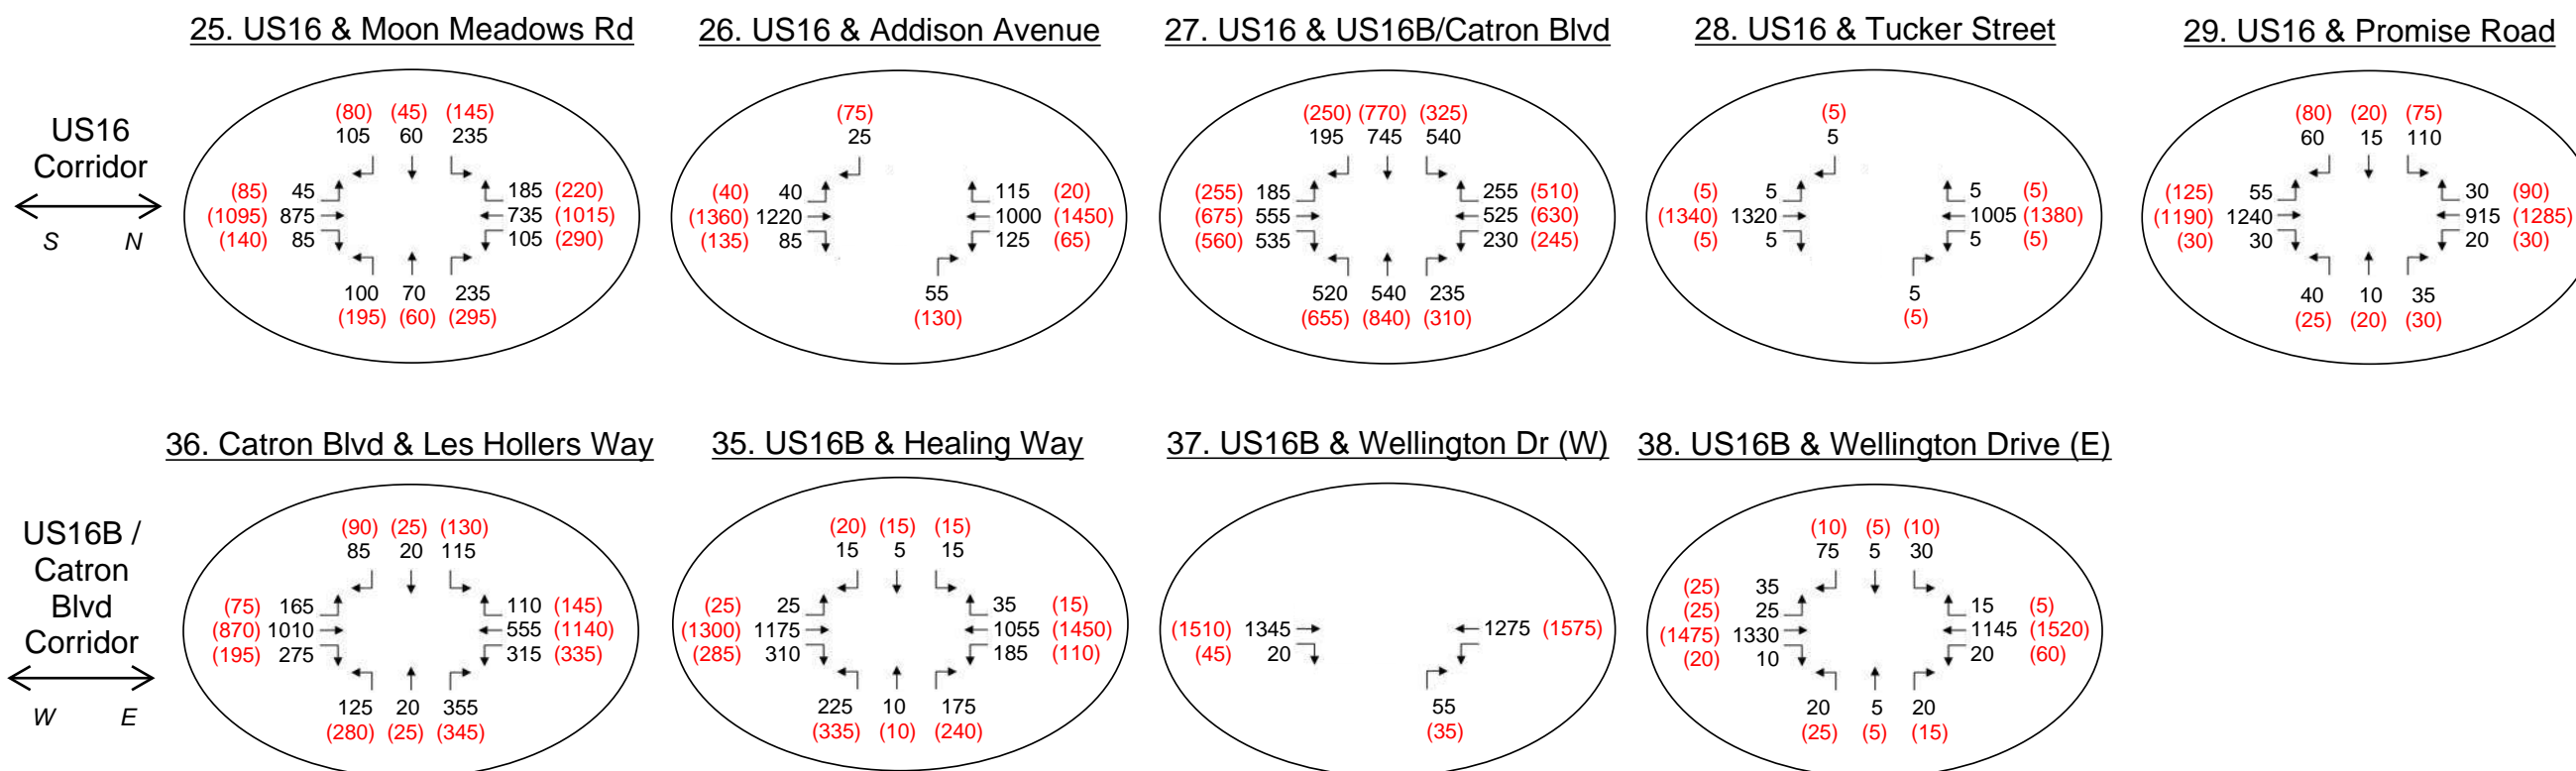 25. US16 & Moon Meadows Rd
26. US16 & Addison Avenue
27. US16 & US16B/Catron Blvd
28. US16 & Tucker Street
29. US16 & Promise Road
US16
Corridor
S N
(80) (45) (145)
105 60 235
(85) 45
(1095) 875
(140) 85
185 (220)
735 (1015)
105 (290)
100 70 235
(195) (60) (295)
(75)
25
(40) 40
(1360) 1220
(135) 85
115 (20)
1000 (1450)
125 (65)
55
(130)
(250) (770) (325)
195 745 540
(255) 185
(675) 555
(560) 535
255 (510)
525 (630)
230 (245)
520 540 235
(655) (840) (310)
(5)
5
(5) 5
(1340) 1320
(5) 5
5 (5)
1005 (1380)
5 (5)
5
(5)
(80) (20) (75)
60 15 110
(125) 55
(1190) 1240
(30) 30
30 (90)
915 (1285)
20 (30)
40 10 35
(25) (20) (30)
36. Catron Blvd & Les Hollers Way
35. US16B & Healing Way
37. US16B & Wellington Dr (W)
38. US16B & Wellington Drive (E)
US16B /
Catron
Blvd
Corridor
W E
(90) (25) (130)
85 20 115
(75) 165
(870) 1010
(195) 275
110 (145)
555 (1140)
315 (335)
125 20 355
(280) (25) (345)
(20) (15) (15)
15 5 15
(25) 25
(1300) 1175
(285) 310
35 (15)
1055 (1450)
185 (110)
225 10 175
(335) (10) (240)
(1510) 1345
(45) 20
1275 (1575)
55
(35)
(10) (5) (10)
75 5 30
(25) 35
(25) 25
(1475) 1330
(20) 10
15 (5)
1145 (1520)
20 (60)
20 5 20
(25) (5) (15)